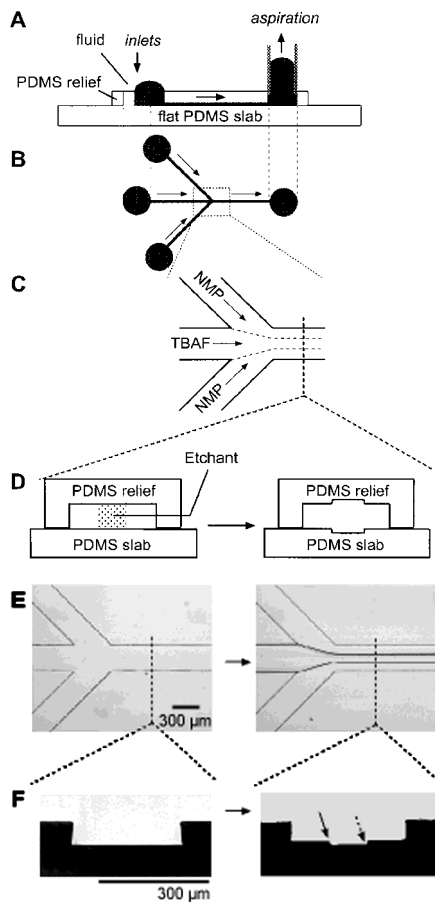 A
aspiration
fluid
inlets
PDMS relief
flat PDMS slab
B
C
NMP
TBAF
NMP
Etchant
D
PDMS relief
PDMS relief
PDMS slab
PDMS slab
E
300 µm
F
300 µm